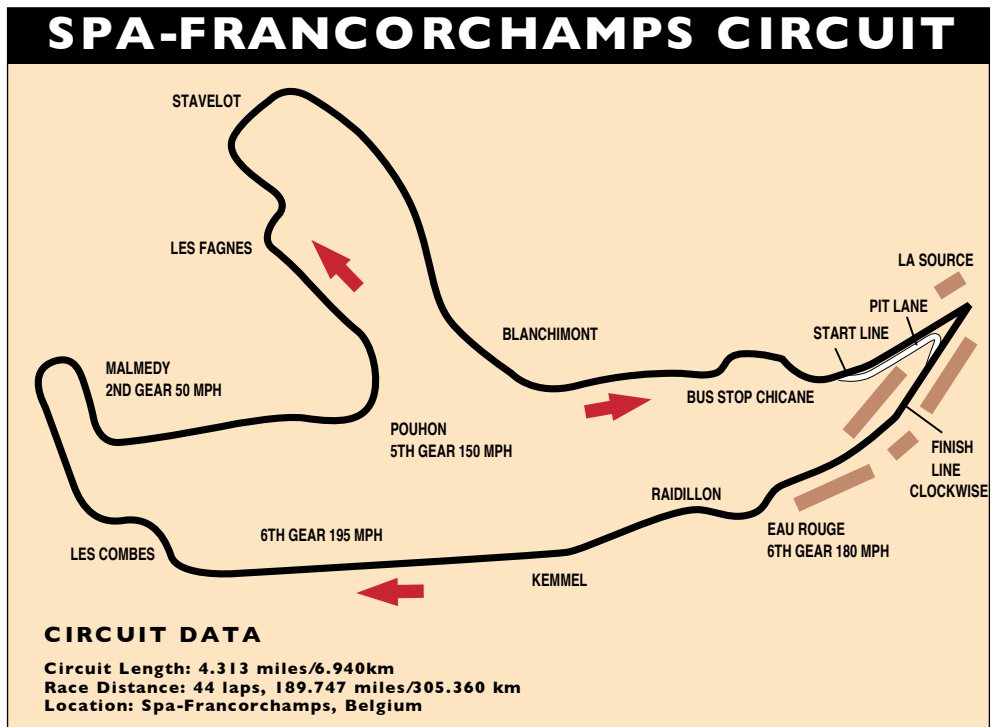 SPA-FRANCORCHAMPS CIRCUIT
STAVELOT
LES FAGNES
LA SOURCE
PIT LANE
START LINE
BLANCHIMONT
MALMEDY
2ND GEAR 50 MPH
BUS STOP CHICANE
POUHON
5TH GEAR 150 MPH
FINISH
LINE
CLOCKWISE
RAIDILLON
EAU ROUGE
6TH GEAR 180 MPH
6TH GEAR 195 MPH
LES COMBES
KEMMEL
CIRCUIT DATA
Circuit Length: 4.313 miles/6.940km
Race Distance: 44 laps, 189.747 miles/305.360 km
Location: Spa-Francorchamps, Belgium